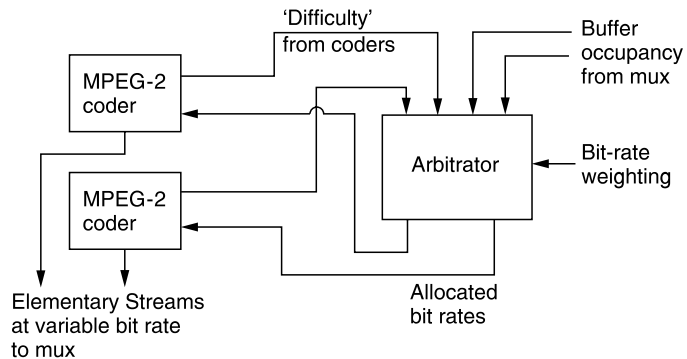 ‘Difficulty’
from coders
Buffer
occupancy
from mux
MPEG-2
coder
Arbitrator
Bit-rate
weighting
MPEG-2
coder
Elementary Streams
at variable bit rate
to mux
Allocated
bit rates